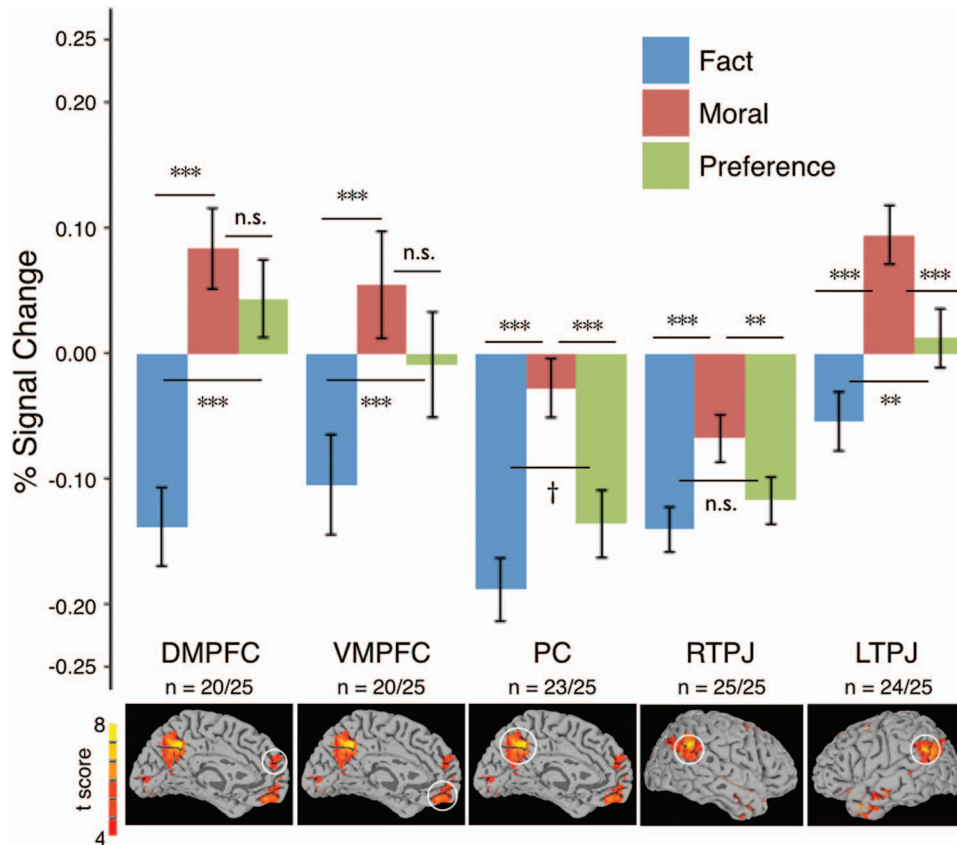 0.25
0.20
0.10
0.00
-0.10
-0.20
-0.25
% Signal Change
Fact
Moral
Preference
***
n.s.
***
***
n.s.
***
*** ***
†
*** **
n.s.
*** ***
**
DMPFC VMPFC PC RTPJ LTPJ
n = 20/25 n = 20/25 n = 23/25 n = 25/25 n = 24/25
8
t score
4